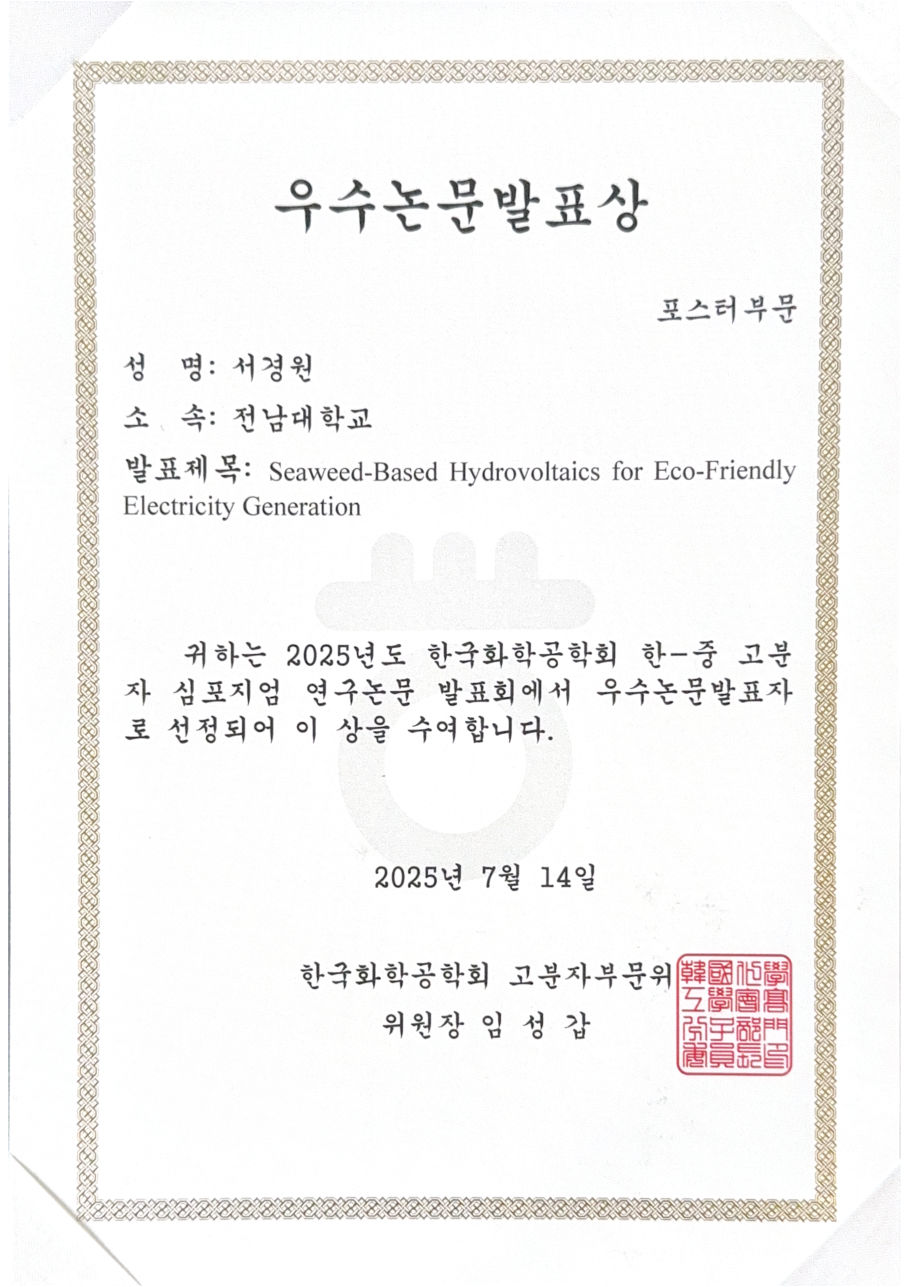 우수논문발표상
포스터부문
성 명: 서경원
소 속: 전남대학교
발표제목: Seaweed-Based Hydrovoltaics for Eco-Friendly
Electricity Generation
귀하는 2025년도 한국화학공학회 한-중 고분
자 심포지엄 연구논문 발표회에서 우수논문발표자
로 선정되어 이 상을 수여합니다.
2025년 7월 14일
한국화학공학회 고분자부문위
위원장 임 성 갑